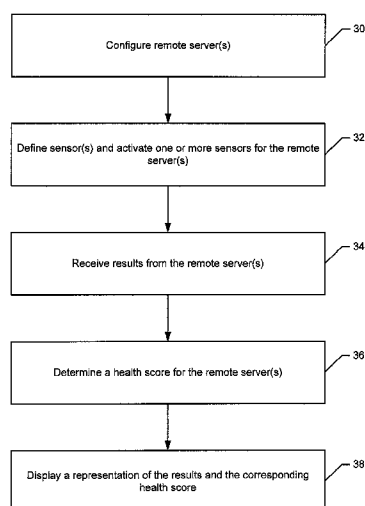 30
Configure remote server(s)
32
Define sensor(s) and activate one or more sensors for the remote
server(s)
34
Receive results from the remote server(s)
36
Determine a health score for the remote server(s)
38
Display a representation of the results and the corresponding
health score